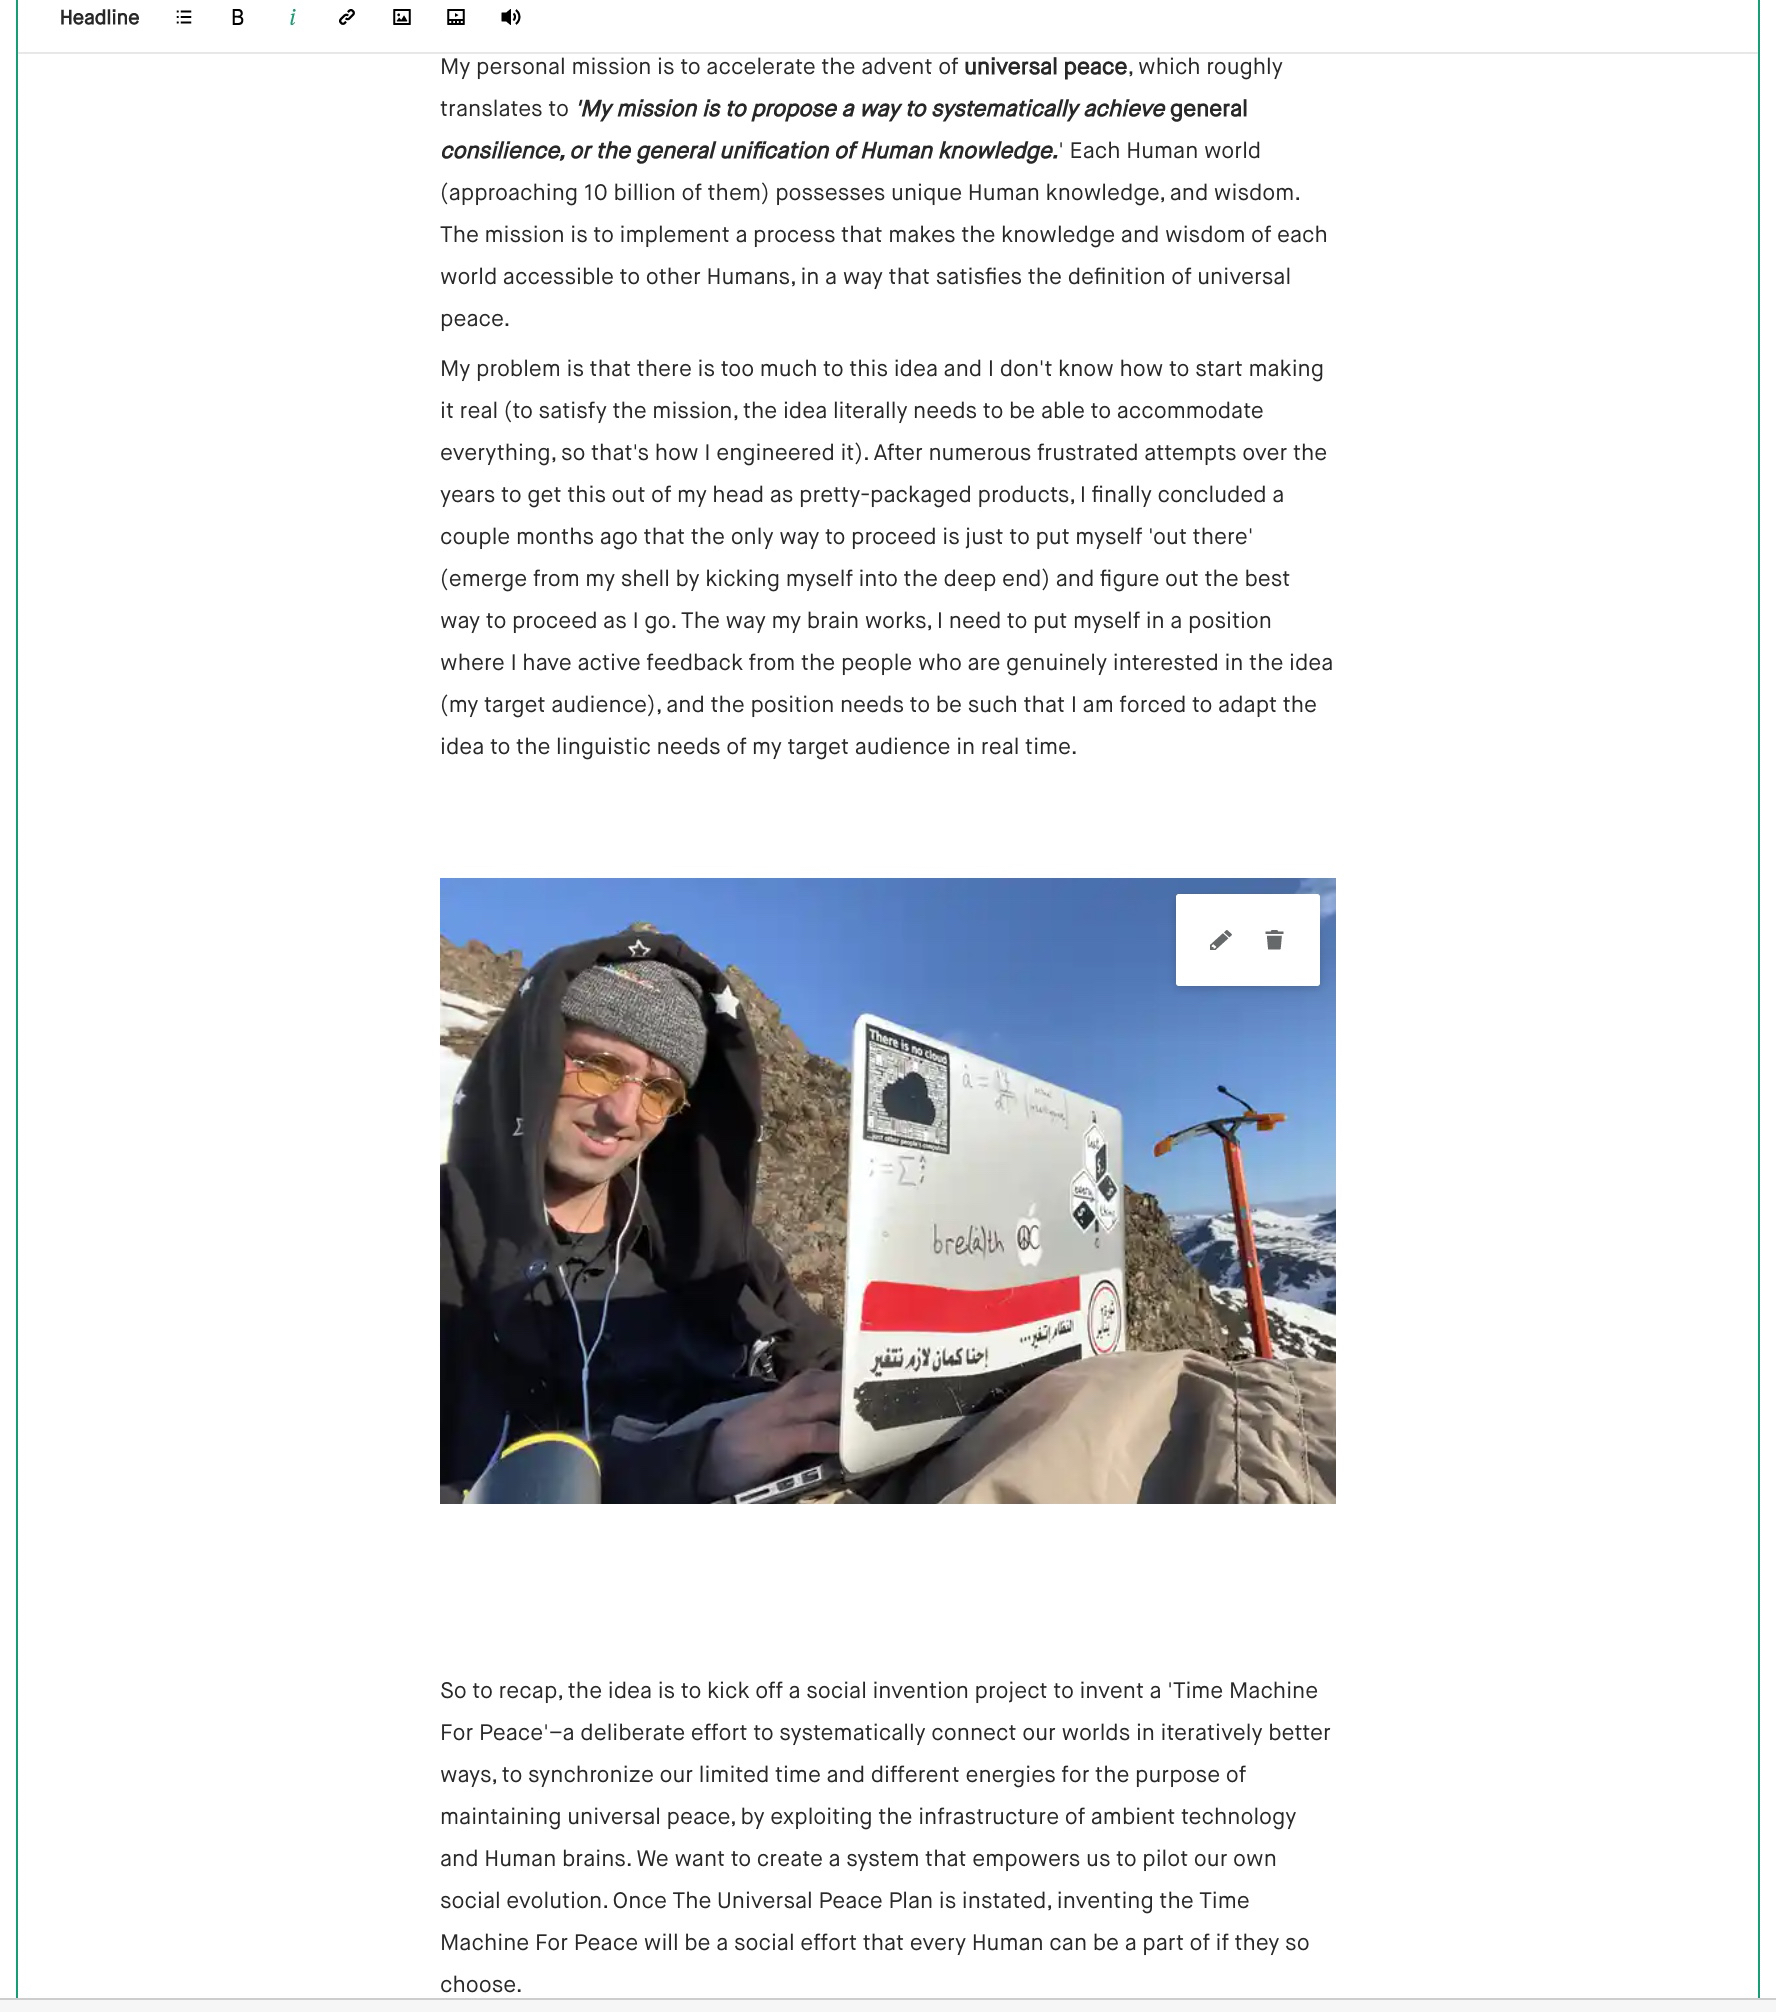 Headline B i
My personal mission is to accelerate the advent of universal peace, which roughly
translates to 'My mission is to propose a way to systematically achieve general
consilience, or the general unification of Human knowledge.' Each Human world
(approaching 10 billion of them) possesses unique Human knowledge, and wisdom.
The mission is to implement a process that makes the knowledge and wisdom of each
world accessible to other Humans, in a way that satisfies the definition of universal
peace.
My problem is that there is too much to this idea and I don't know how to start making
it real (to satisfy the mission, the idea literally needs to be able to accommodate
everything, so that's how I engineered it). After numerous frustrated attempts over the
years to get this out of my head as pretty-packaged products, I finally concluded a
couple months ago that the only way to proceed is just to put myself 'out there'
(emerge from my shell by kicking myself into the deep end) and figure out the best
way to proceed as I go. The way my brain works, I need to put myself in a position
where I have active feedback from the people who are genuinely interested in the idea
(my target audience), and the position needs to be such that I am forced to adapt the
idea to the linguistic needs of my target audience in real time.
There is no cloud
...just other people's computers
bre(a)th
النظام اتغير...
إحنا كمان لازم نتغير!
ثورة
يناير
So to recap, the idea is to kick off a social invention project to invent a 'Time Machine
For Peace'–a deliberate effort to systematically connect our worlds in iteratively better
ways, to synchronize our limited time and different energies for the purpose of
maintaining universal peace, by exploiting the infrastructure of ambient technology
and Human brains. We want to create a system that empowers us to pilot our own
social evolution. Once The Universal Peace Plan is instated, inventing the Time
Machine For Peace will be a social effort that every Human can be a part of if they so
choose.